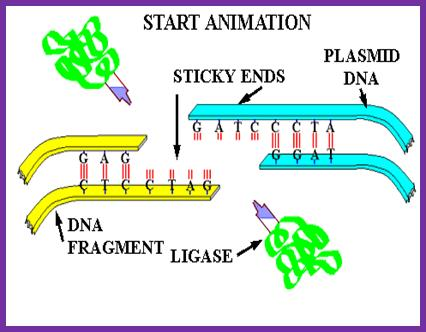 START ANIMATION
PLASMID
DNA
STICKY ENDS
G A T C C C T A
G G A T
G A G
C T C C T A G
DNA
FRAGMENT
LIGASE